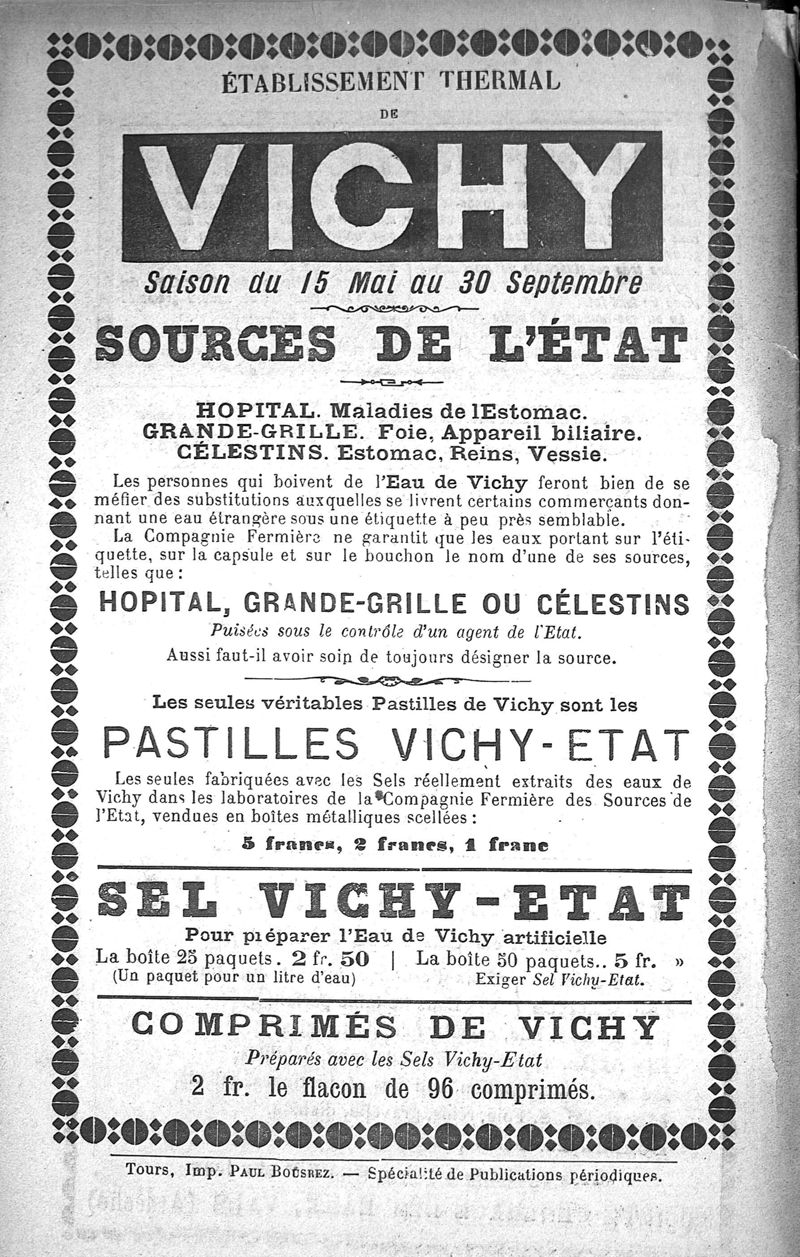 ÉTABLISSEMENT THERMAL
DE
VICHY
Saison du 15 Mai au 30 Septembre
SOURCES DE L'ÉTAT
HOPITAL. Maladies de lEstomac.
GRANDE-GRILLE. Foie, Appareil biliaire.
CÉLESTINS. Estomac, Reins, Vessie.
Les personnes qui boivent de l'Eau de Vichy feront bien de se
méfier des substitutions auxquelles se livrent certains commerçants don-
nant une eau étrangère sous une étiquette à peu près semblable.
La Compagnie Fermière ne garantit que les eaux portant sur l'éti-
quette, sur la capsule et sur le bouchon le nom d'une de ses sources,
telles que :
HOPITAL, GRANDE-GRILLE OU CÉLESTINS
Puisées sous le contrôle d'un agent de l'Etat.
Aussi faut-il avoir soin de toujours désigner la source.
Les seules véritables Pastilles de Vichy sont les
PASTILLES VICHY-ETAT
Les seules fabriquées avec les Sels réellement extraits des eaux de
Vichy dans les laboratoires de la Compagnie Fermière des Sources de
l'Etat, vendues en boîtes métalliques scellées :
5 francs, 2 francs, 1 franc
SEL VICHY-ETAT
Pour préparer l'Eau de Vichy artificielle
La boîte 25 paquets. 2 fr. 50 | La boîte 50 paquets.. 5 fr. »
(Un paquet pour un litre d'eau) Exiger Sel Vichy-Etat.
COMPRIMÉS DE VICHY
Préparés avec les Sels Vichy-Etat
2 fr. le flacon de 96 comprimés.
Tours, Imp. PAUL BOUSREZ. — Spécialité de Publications périodiques.